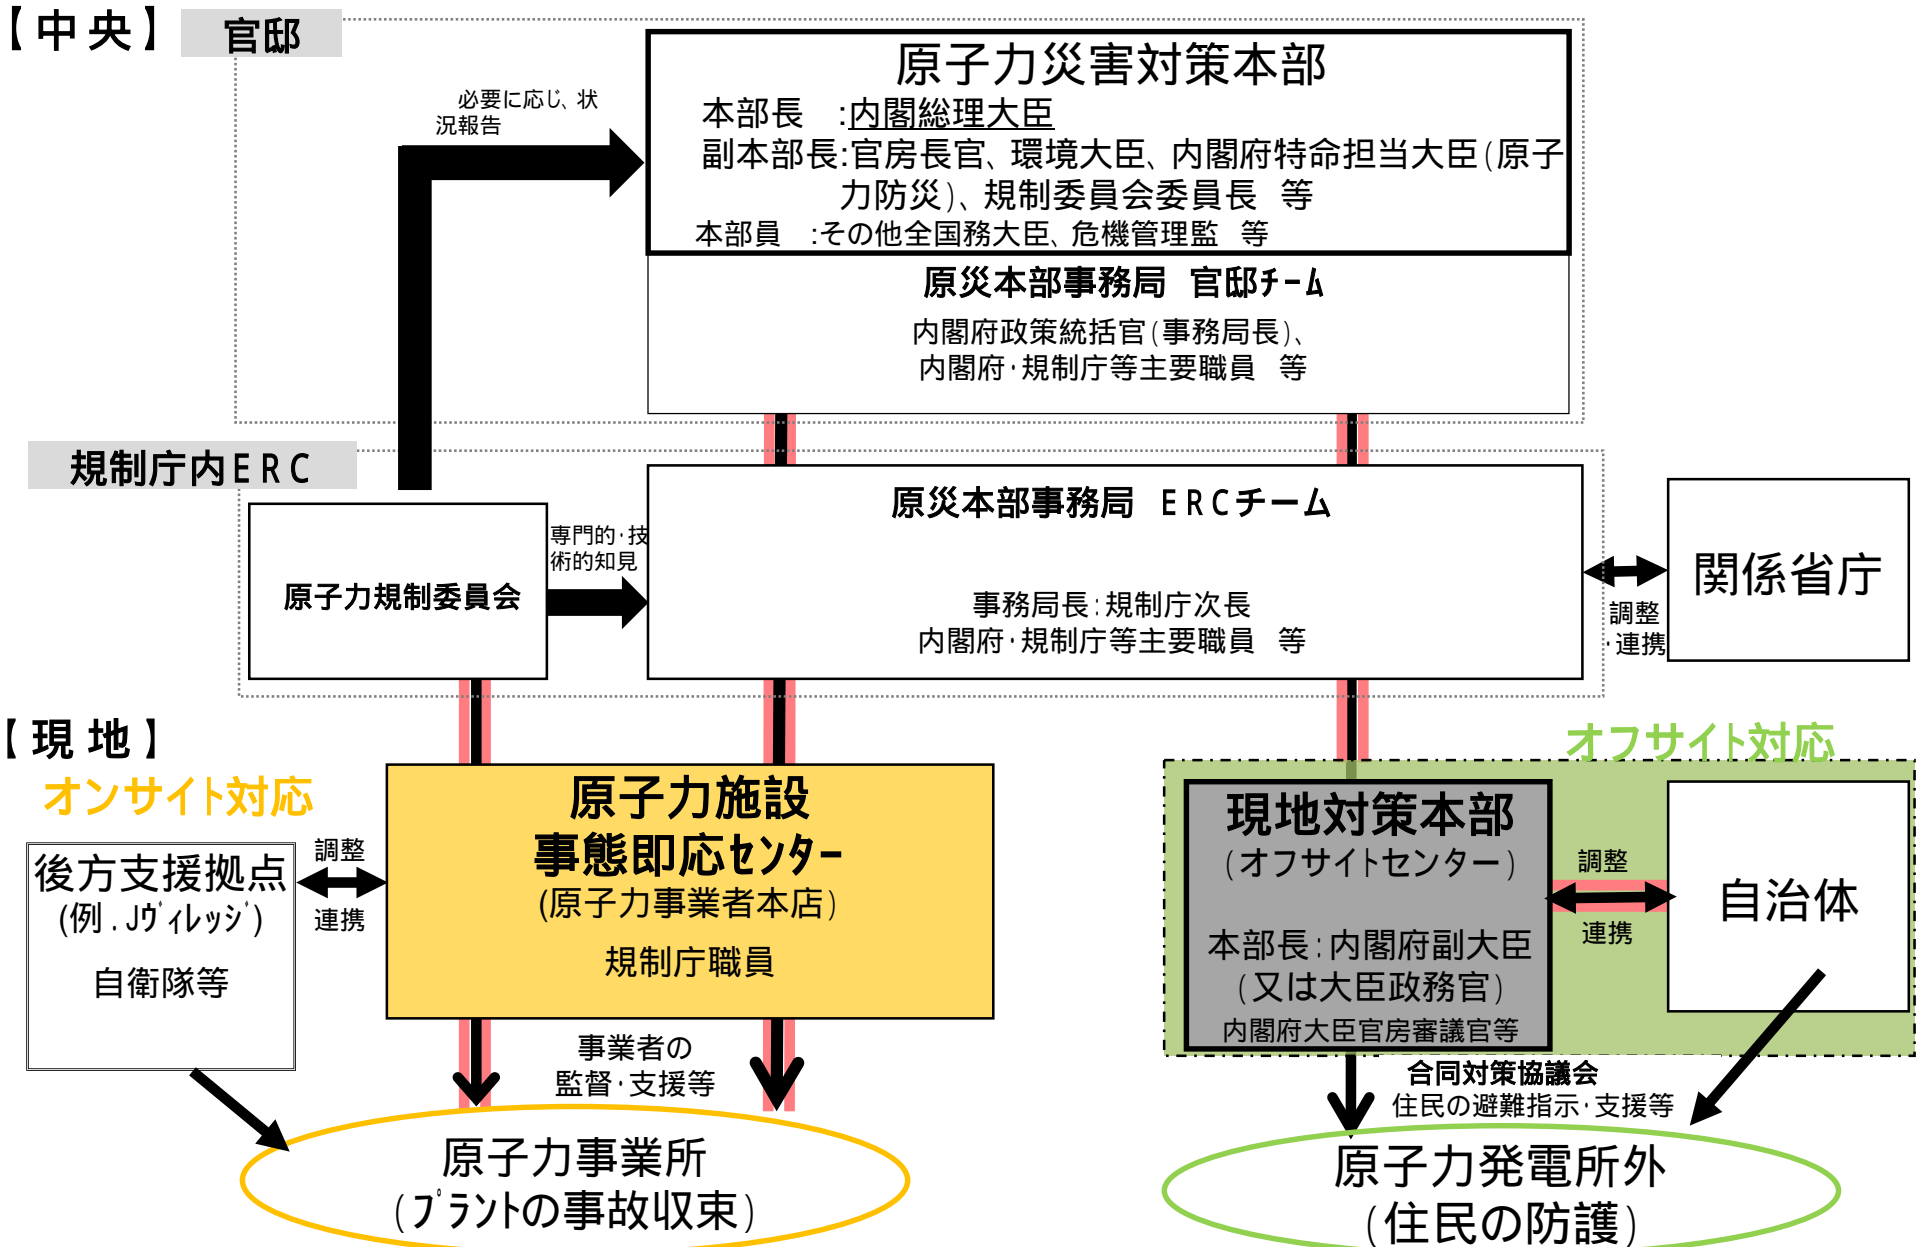 【中央】
官邸
必要に応じ、状
況報告
原子力災害対策本部
本部長　:内閣総理大臣
副本部長:官房長官、環境大臣、内閣府特命担当大臣(原子
力防災)、規制委員会委員長　等
本部員　:その他全国務大臣、危機管理監　等
原災本部事務局　官邸ﾁｰﾑ
内閣府政策統括官(事務局長)、
内閣府･規制庁等主要職員　等
規制庁内ERC
原子力規制委員会
専門的･技
術的知見
原災本部事務局　ERCチーム
事務局長:規制庁次長
内閣府･規制庁等主要職員　等
調整
･連携
関係省庁
【現地】
オンサイト対応
後方支援拠点
(例．Jｳﾞｨﾚｯｼﾞ)
自衛隊等
調整
連携
原子力施設
事態即応ｾﾝﾀｰ
(原子力事業者本店)
規制庁職員
事業者の
監督･支援等
原子力事業所
(ﾌﾟﾗﾝﾄの事故収束)
オフサイト対応
現地対策本部
(オフサイトセンター)
本部長:内閣府副大臣
(又は大臣政務官)
内閣府大臣官房審議官等
調整
連携
自治体
合同対策協議会
住民の避難指示･支援等
原子力発電所外
(住民の防護)